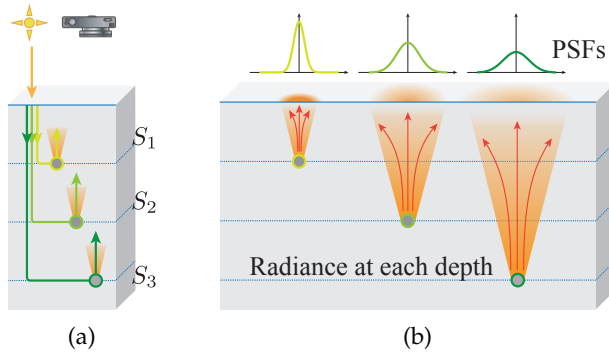 PSFs
S₁
S₂
S₃
Radiance at each depth
(a)
(b)